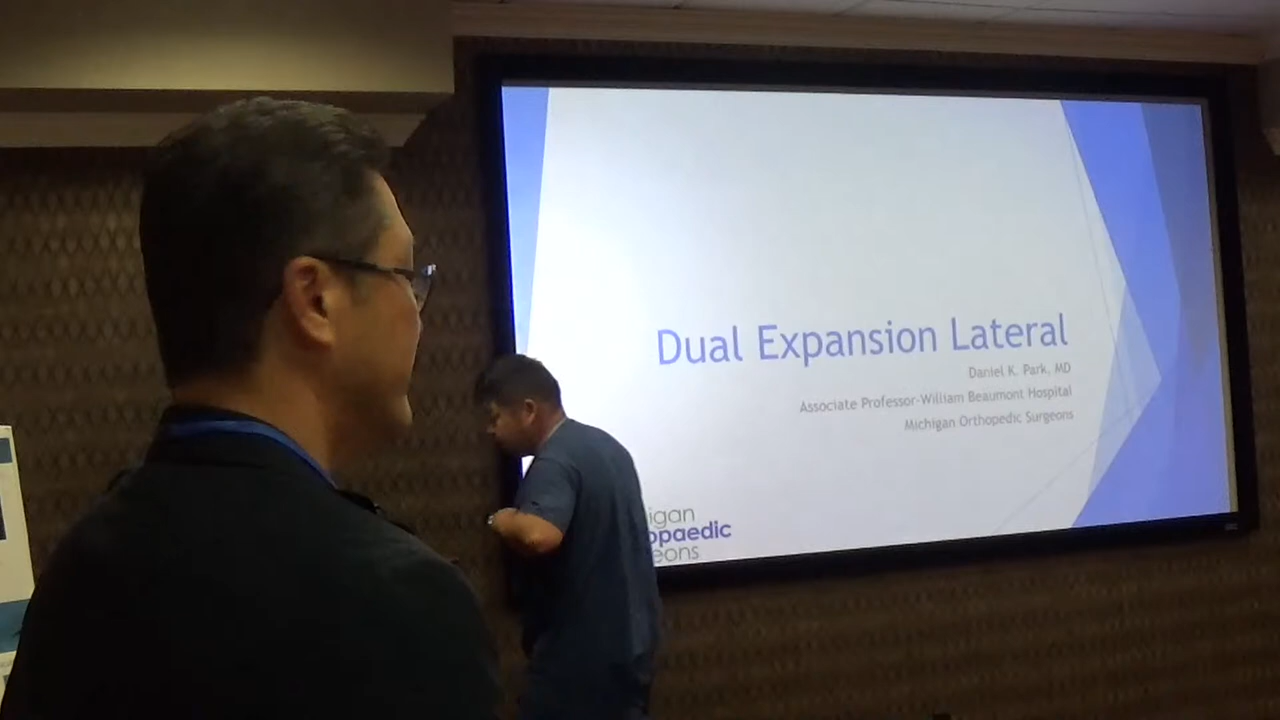 Dual Expansion Lateral
Daniel K. Park, MD
Associate Professor-William Beaumont Hospital
Michigan Orthopedic Surgeons
igan
opaedic
eons